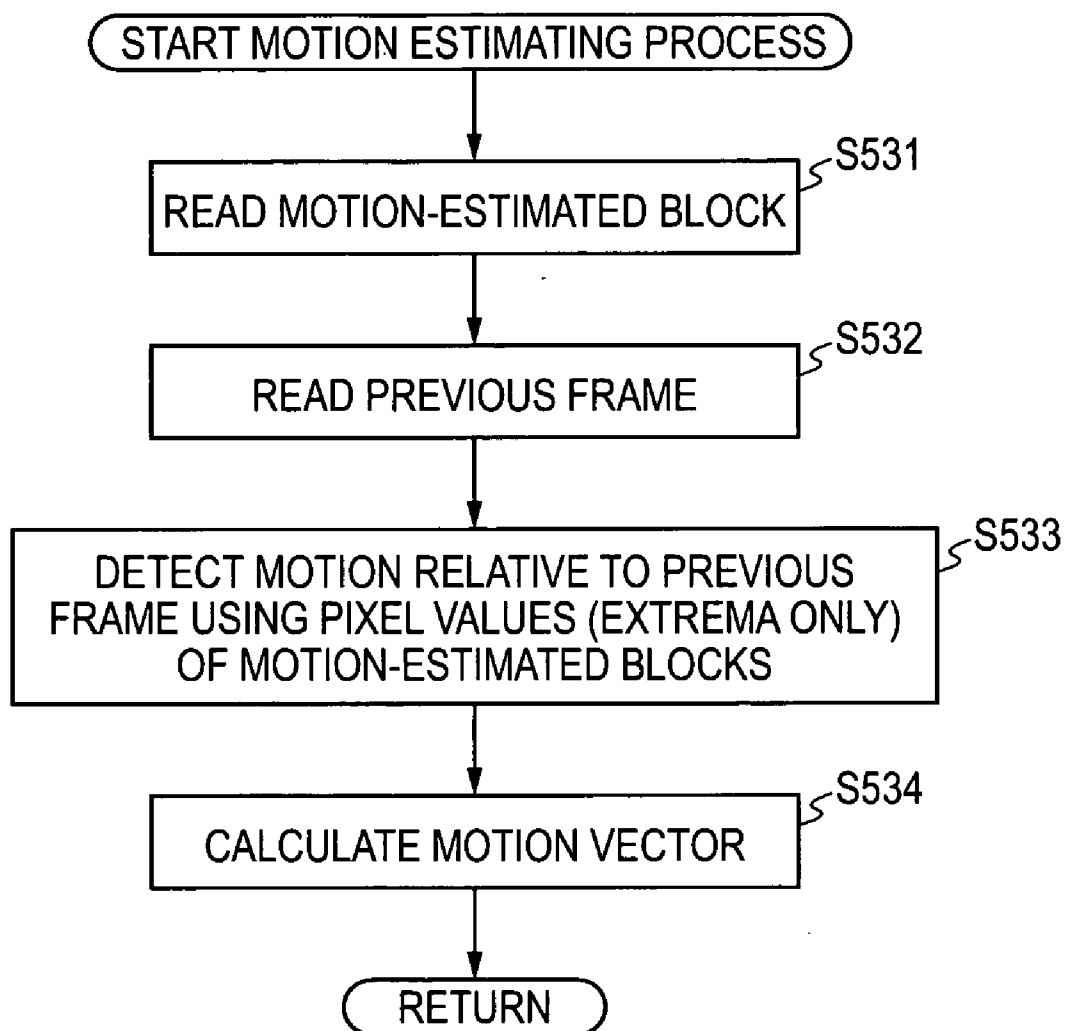 START MOTION ESTIMATING PROCESS
S531
READ MOTION-ESTIMATED BLOCK
S532
READ PREVIOUS FRAME
S533
DETECT MOTION RELATIVE TO PREVIOUS
FRAME USING PIXEL VALUES (EXTREMA ONLY)
OF MOTION-ESTIMATED BLOCKS
S534
CALCULATE MOTION VECTOR
RETURN